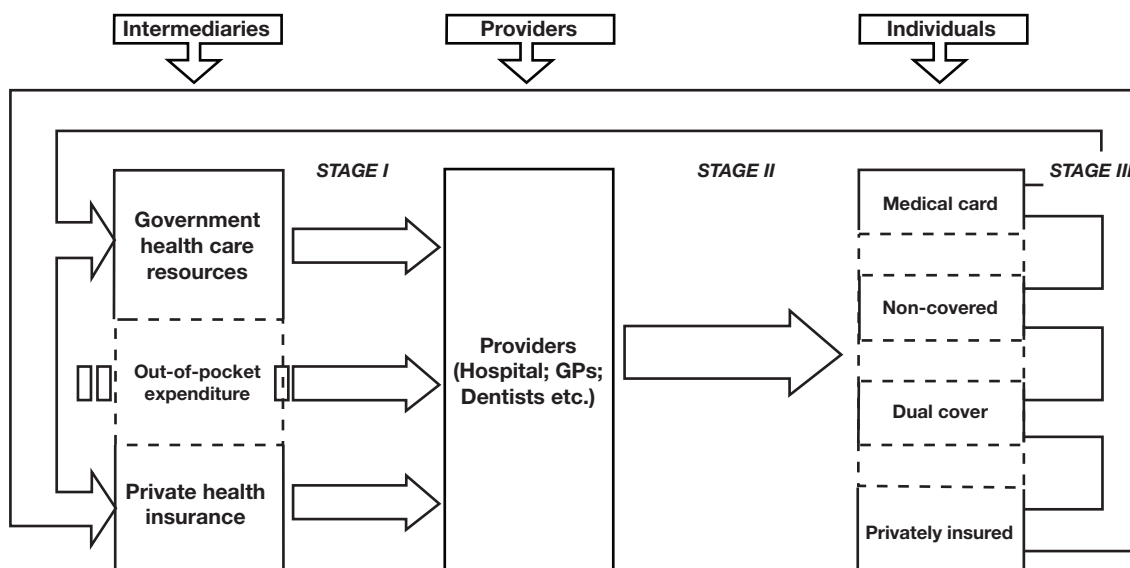 Intermediaries
Providers
Individuals
STAGE I
STAGE II
STAGE III
Government
health care
resources
Out-of-pocket
expenditure
Private health
insurance
Providers
(Hospital; GPs;
Dentists etc.)
Medical card
Non-covered
Dual cover
Privately insured